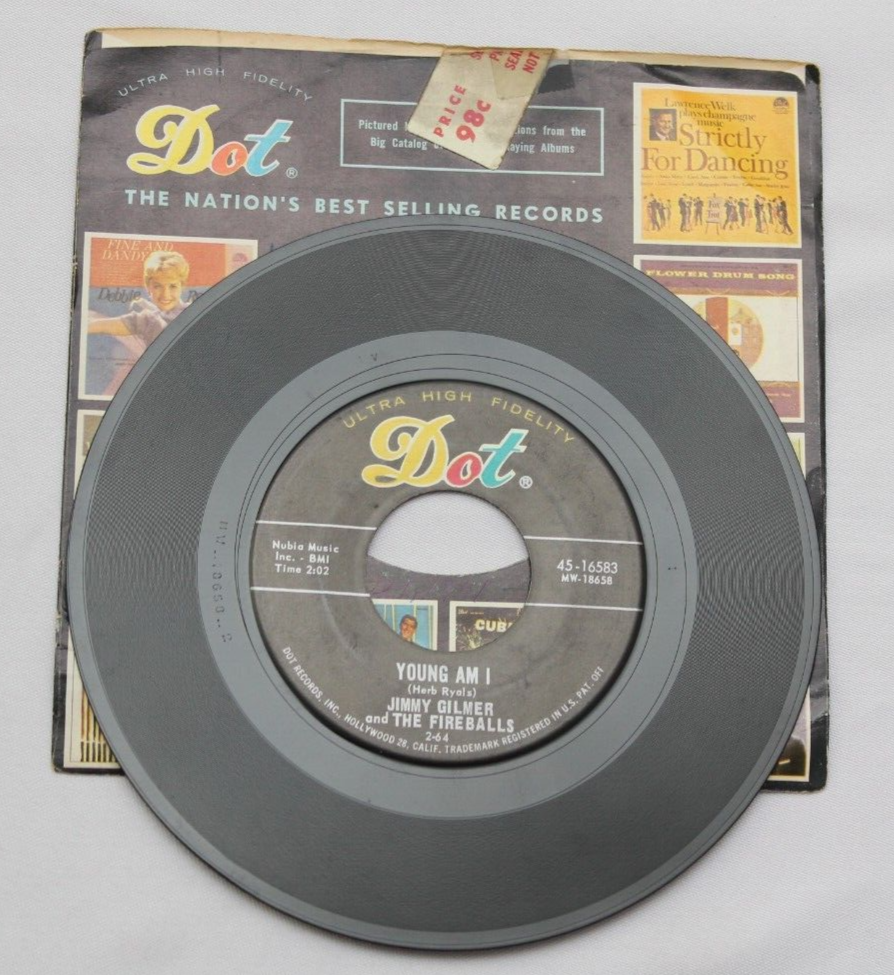 ULTRA HIGH FIDELITY
Dot®
THE NATION'S BEST SELLING RECORDS
Pictured
from the
Big Catalog
Albums
PRICE
98¢
NOT
Lawrence Welk
plays champagne
music
Strictly
For Dancing
FINE AND
DANDY
Debbie
FLOWER DRUM SONG
ULTRA HIGH FIDELITY
Dot®
Nubia Music
Inc. - BMI
Time 2:02
45-16583
MW-18658
YOUNG AM I
(Herb Ryals)
JIMMY GILMER
and THE FIREBALLS
2-64
DOT RECORDS, INC., HOLLYWOOD 28, CALIF. TRADEMARK REGISTERED IN U.S. PAT. OFF